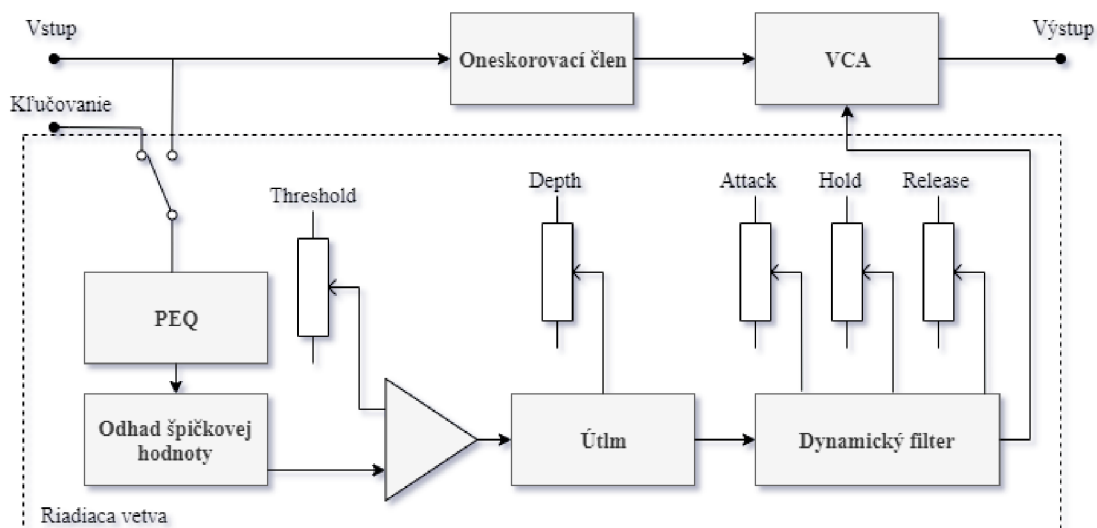 Vstup
Výstup
Oneskorovací člen
VCA
Kľučovanie
Threshold
Depth
Attack
Hold
Release
PEQ
Odhad špičkovej
hodnoty
Útlm
Dynamický filter
Riadiaca vetva